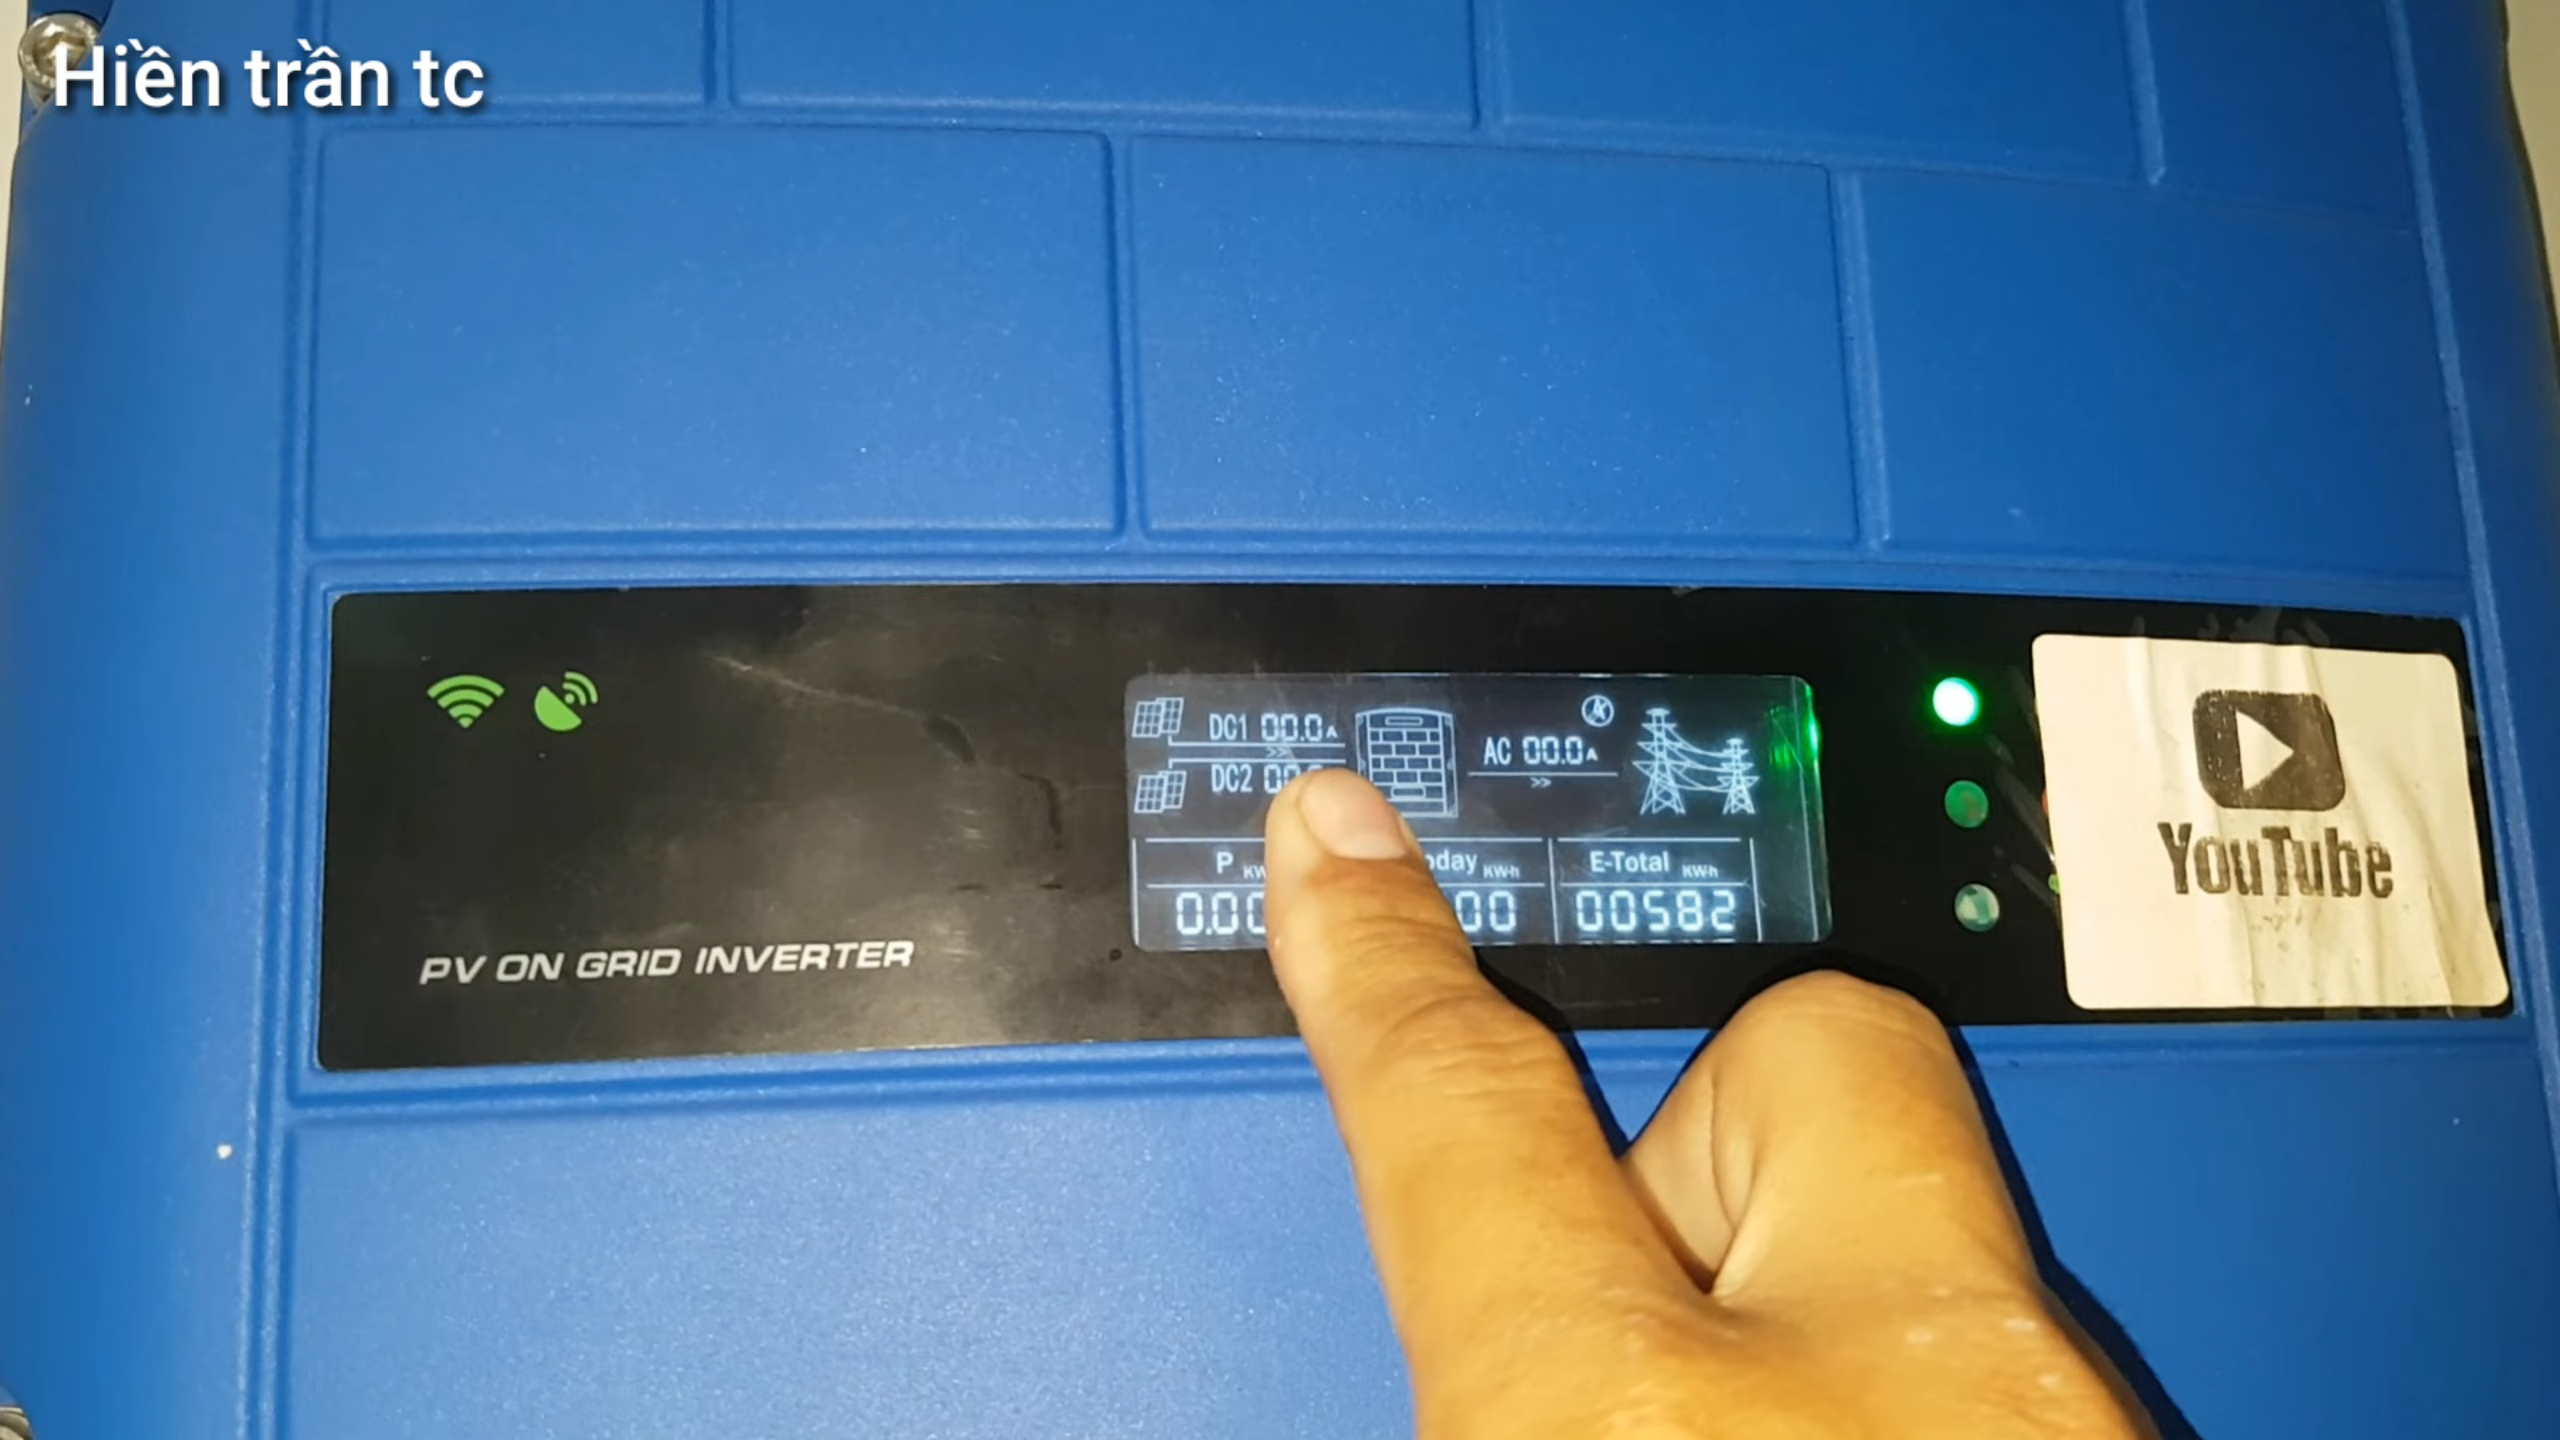 Hiền trần tc
DC1 00.0A
DC2
AC 00.0A
P
E-Total KWh
00582
YouTube
PV ON GRID INVERTER